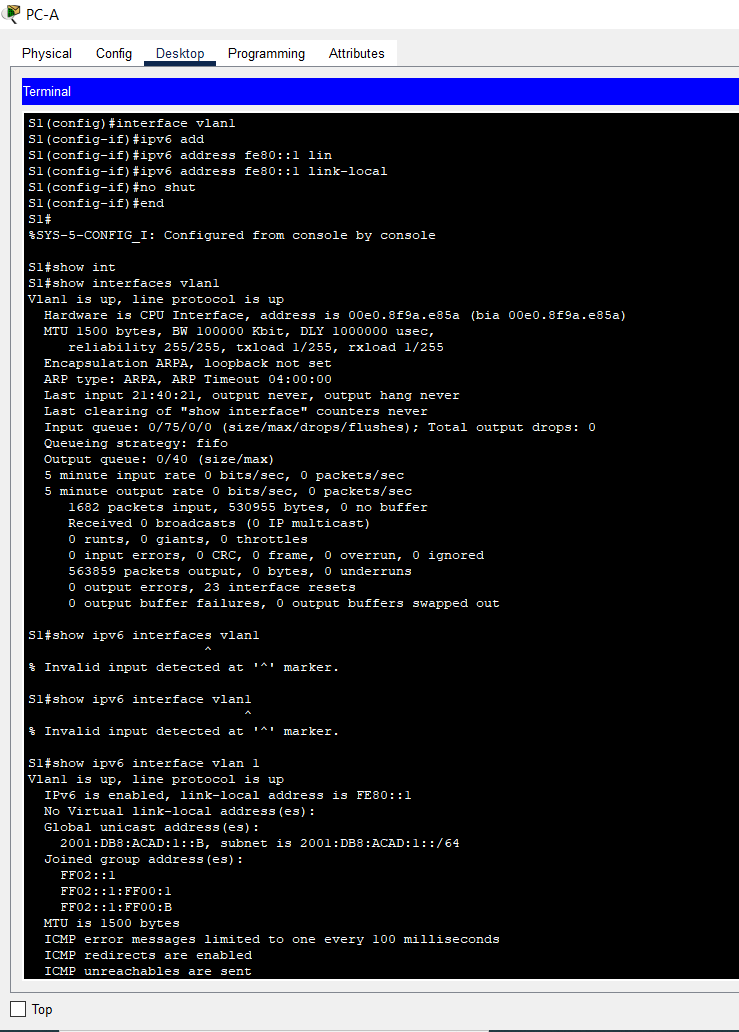 PC-A
Physical Config Desktop Programming Attributes
Terminal
S1(config)#interface vlan1
S1(config-if)#ipv6 add
S1(config-if)#ipv6 address fe80::1 lin
S1(config-if)#ipv6 address fe80::1 link-local
S1(config-if)#no shut
S1(config-if)#end
S1#
%SYS-5-CONFIG_I: Configured from console by console
S1#show int
S1#show interfaces vlan1
Vlan1 is up, line protocol is up
Hardware is CPU Interface, address is 00e0.8f9a.e85a (bia 00e0.8f9a.e85a)
MTU 1500 bytes, BW 100000 Kbit, DLY 1000000 usec,
reliability 255/255, txload 1/255, rxload 1/255
Encapsulation ARPA, loopback not set
ARP type: ARPA, ARP Timeout 04:00:00
Last input 21:40:21, output never, output hang never
Last clearing of "show interface" counters never
Input queue: 0/75/0/0 (size/max/drops/flushes); Total output drops: 0
Queueing strategy: fifo
Output queue: 0/40 (size/max)
5 minute input rate 0 bits/sec, 0 packets/sec
5 minute output rate 0 bits/sec, 0 packets/sec
1682 packets input, 530955 bytes, 0 no buffer
Received 0 broadcasts (0 IP multicast)
0 runts, 0 giants, 0 throttles
0 input errors, 0 CRC, 0 frame, 0 overrun, 0 ignored
563859 packets output, 0 bytes, 0 underruns
0 output errors, 23 interface resets
0 output buffer failures, 0 output buffers swapped out
S1#show ipv6 interfaces vlan1
^
% Invalid input detected at '^' marker.
S1#show ipv6 interface vlan1
^
% Invalid input detected at '^' marker.
S1#show ipv6 interface vlan 1
Vlan1 is up, line protocol is up
IPv6 is enabled, link-local address is FE80::1
No Virtual link-local address(es):
Global unicast address(es):
2001:DB8:ACAD:1::B, subnet is 2001:DB8:ACAD:1::/64
Joined group address(es):
FF02::1
FF02::1:FF00:1
FF02::1:FF00:B
MTU is 1500 bytes
ICMP error messages limited to one every 100 milliseconds
ICMP redirects are enabled
ICMP unreachables are sent
Top